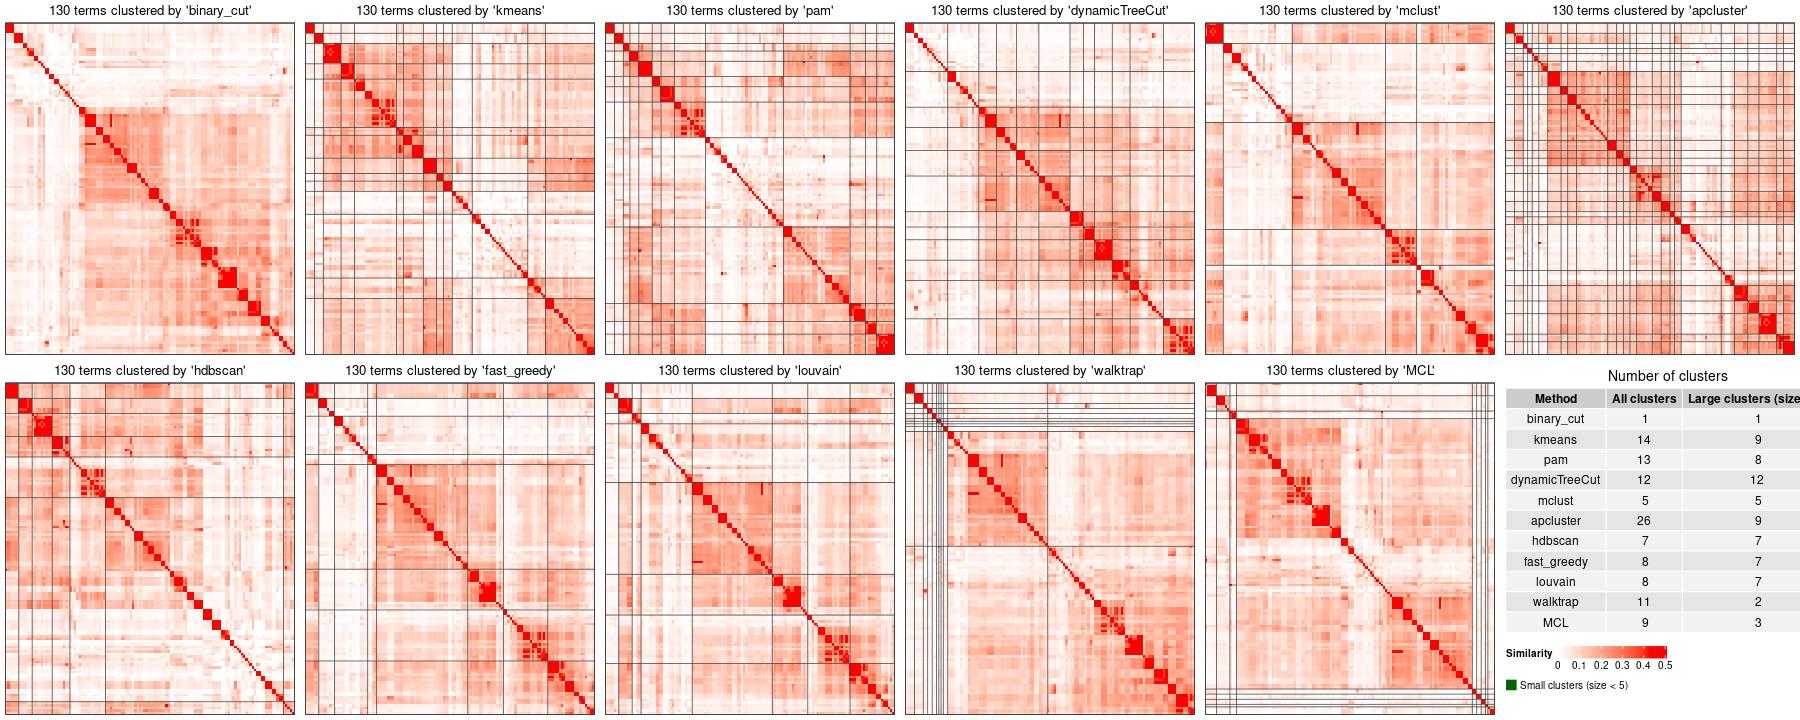 130 terms clustered by 'binary_cut'
130 terms clustered by 'kmeans'
130 terms clustered by 'pam'
130 terms clustered by 'dynamicTreeCut'
130 terms clustered by 'mclust'
130 terms clustered by 'apcluster'
130 terms clustered by 'hdbscan'
130 terms clustered by 'fast_greedy'
130 terms clustered by 'louvain'
130 terms clustered by 'walktrap'
130 terms clustered by 'MCL'
Number of clusters
Method All clusters Large clusters (size
binary_cut 1 1
kmeans 14 9
pam 13 8
dynamicTreeCut 12 12
mclust 5 5
apcluster 26 9
hdbscan 7 7
fast_greedy 8 7
louvain 8 7
walktrap 11 2
MCL 9 3
Similarity
0 0.1 0.2 0.3 0.4 0.5
Small clusters (size < 5)